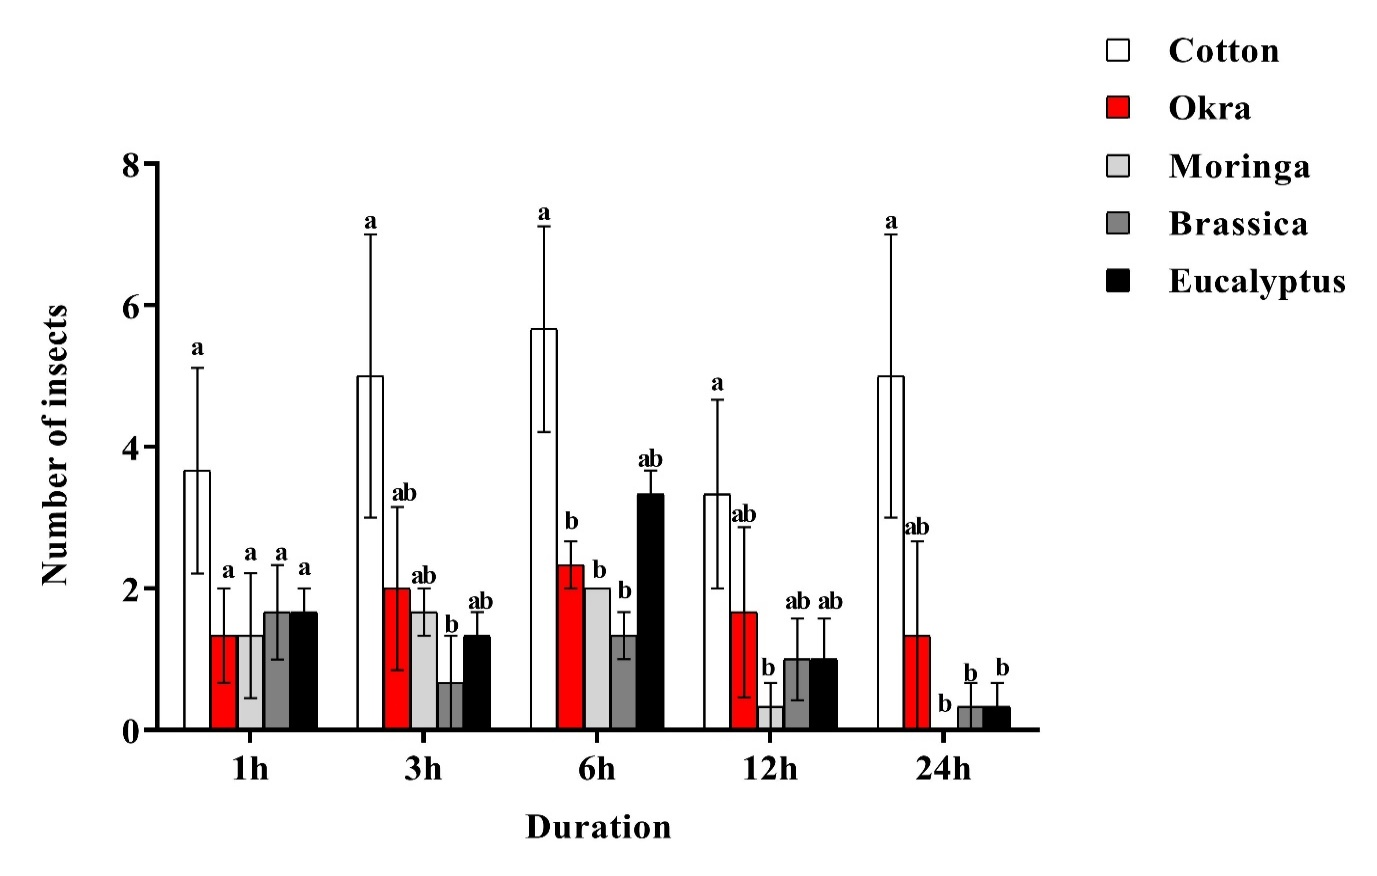 Cotton
Okra
Moringa
Brassica
Eucalyptus
Number of insects
8
6
4
2
0
a a a a a
a ab ab b ab
a b b b ab
a ab b ab ab
a ab b b b
1h 3h 6h 12h 24h
Duration